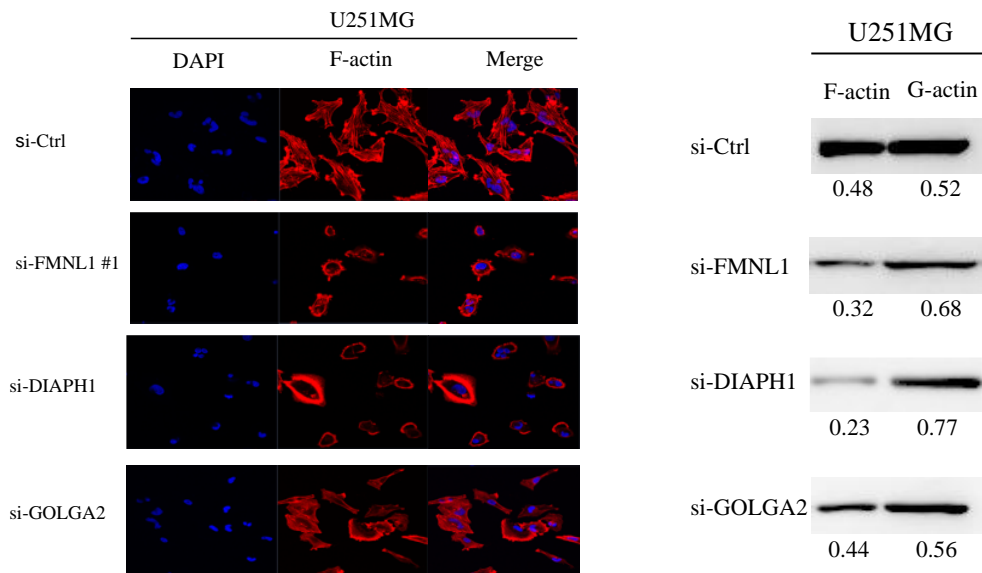 U251MG
DAPI F-actin Merge
si-Ctrl
si-FMNL1 #1
si-DIAPH1
si-GOLGA2
U251MG
F-actin G-actin
si-Ctrl
0.48 0.52
si-FMNL1
0.32 0.68
si-DIAPH1
0.23 0.77
si-GOLGA2
0.44 0.56